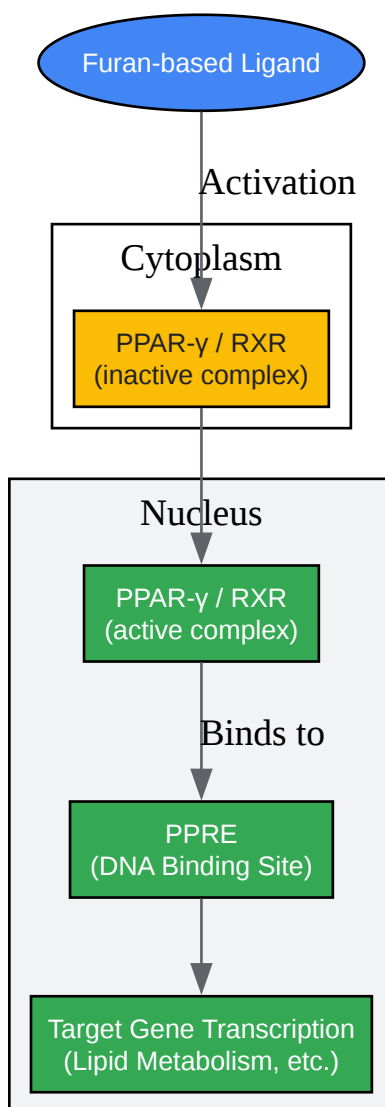 Furan-based Ligand
Activation
Cytoplasm
PPAR-γ / RXR
(inactive complex)
Nucleus
PPAR-γ / RXR
(active complex)
Binds to
PPRE
(DNA Binding Site)
Target Gene Transcription
(Lipid Metabolism, etc.)